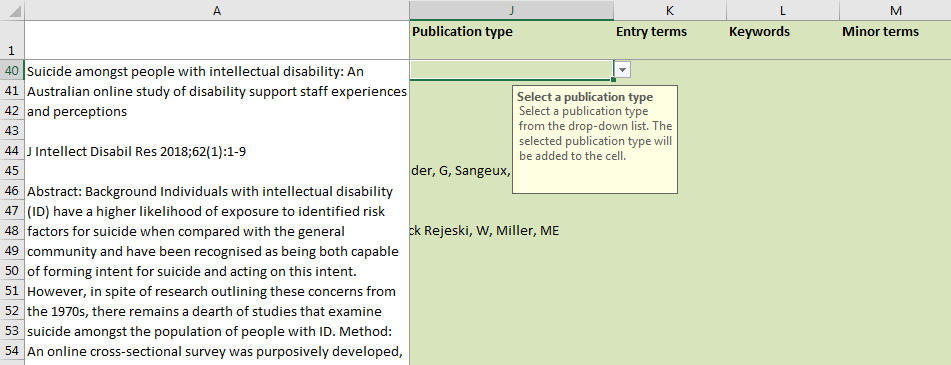 A J K L M
1 Publication type Entry terms Keywords Minor terms
40 Suicide amongst people with intellectual disability: An
41 Australian online study of disability support staff experiences
42 and perceptions
43
44 J Intellect Disabil Res 2018;62(1):1-9
45 der, G, Sangeux,
46 Abstract: Background Individuals with intellectual disability
47 (ID) have a higher likelihood of exposure to identified risk
48 factors for suicide when compared with the general ck Rejeski, W, Miller, ME
49 community and have been recognised as being both capable
50 of forming intent for suicide and acting on this intent.
51 However, in spite of research outlining these concerns from
52 the 1970s, there remains a dearth of studies that examine
53 suicide amongst the population of people with ID. Method:
54 An online cross-sectional survey was purposively developed,
Select a publication type
Select a publication type
from the drop-down list. The
selected publication type will
be added to the cell.